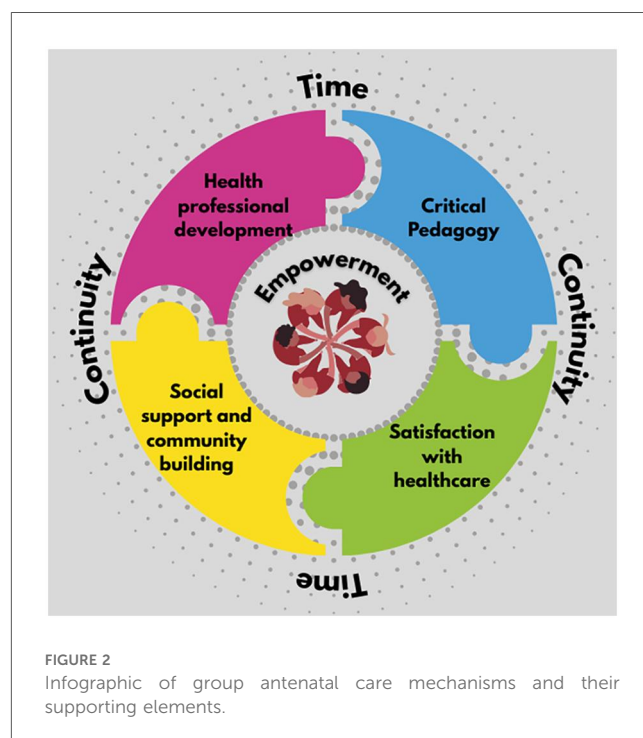 Time
Health
professional
development
Critical
Pedagogy
Continuity
Empowerment
Continuity
Social
support and
community
building
Satisfaction
with
healthcare
Time
FIGURE 2
Infographic of group antenatal care mechanisms and their
supporting elements.